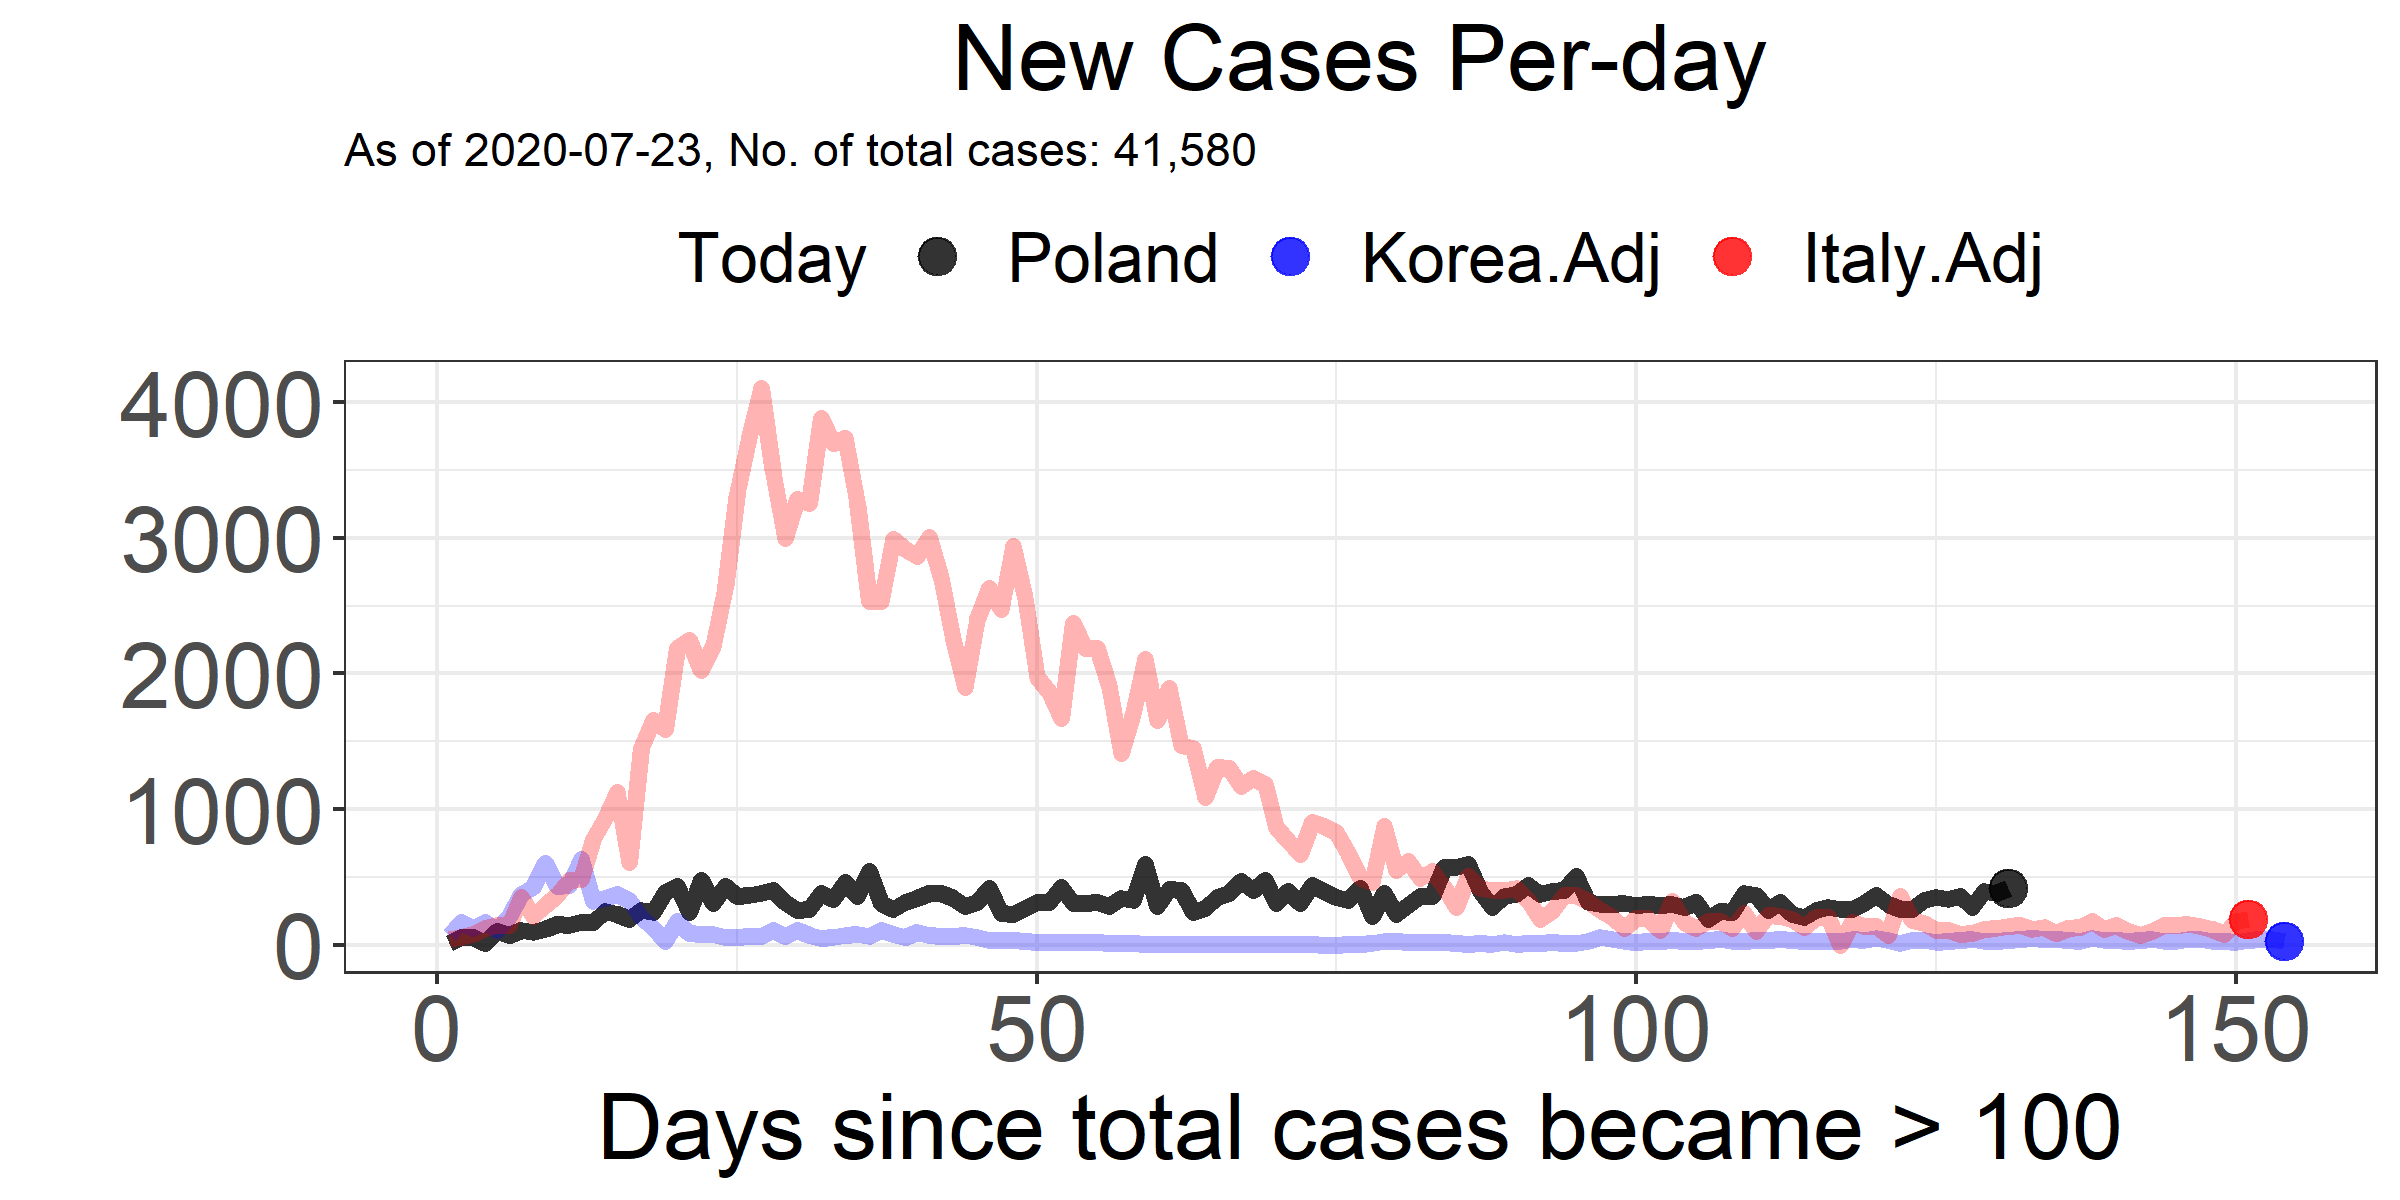 New Cases Per-day
As of 2020-07-23, No. of total cases: 41,580
Today Poland Korea.Adj Italy.Adj
4000
3000
2000
1000
0
0 50 100 150
Days since total cases became > 100